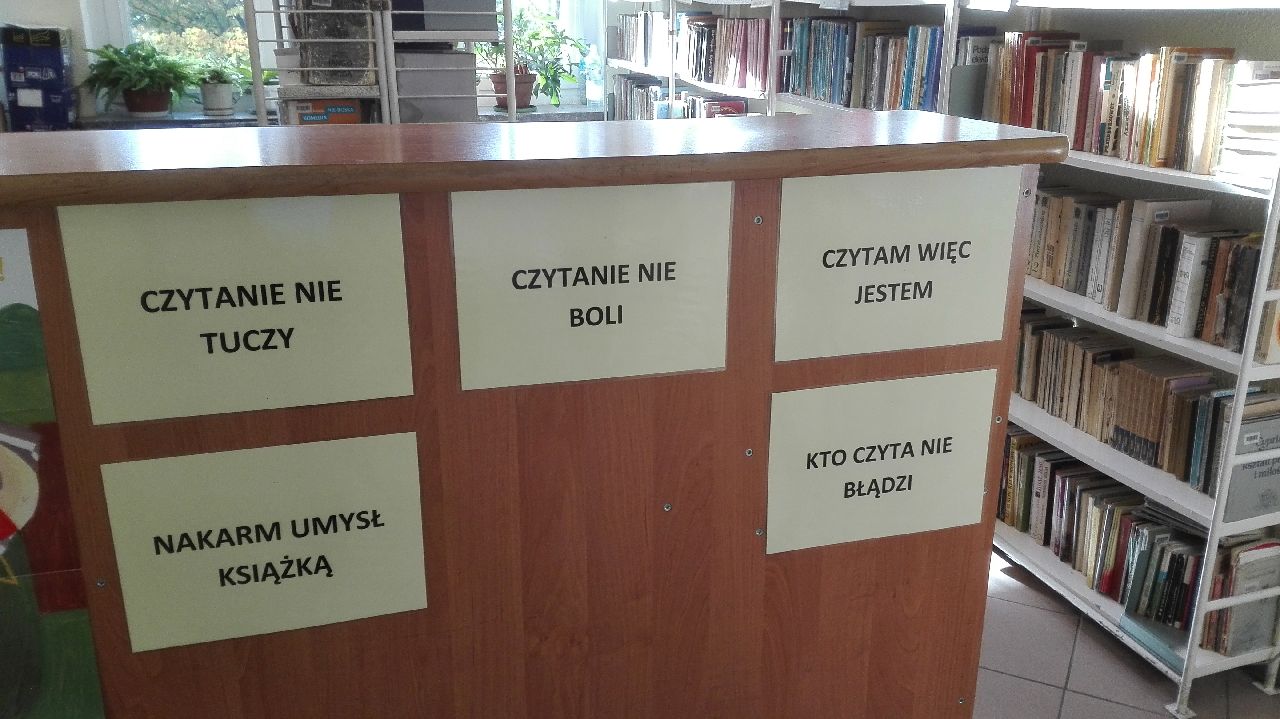 CZYTANIE NIE
TUCZY
CZYTANIE NIE
BOLI
CZYTAM WIĘC
JESTEM
NAKARM UMYSŁ
KSIĄŻKĄ
KTO CZYTA NIE
BŁĄDZI